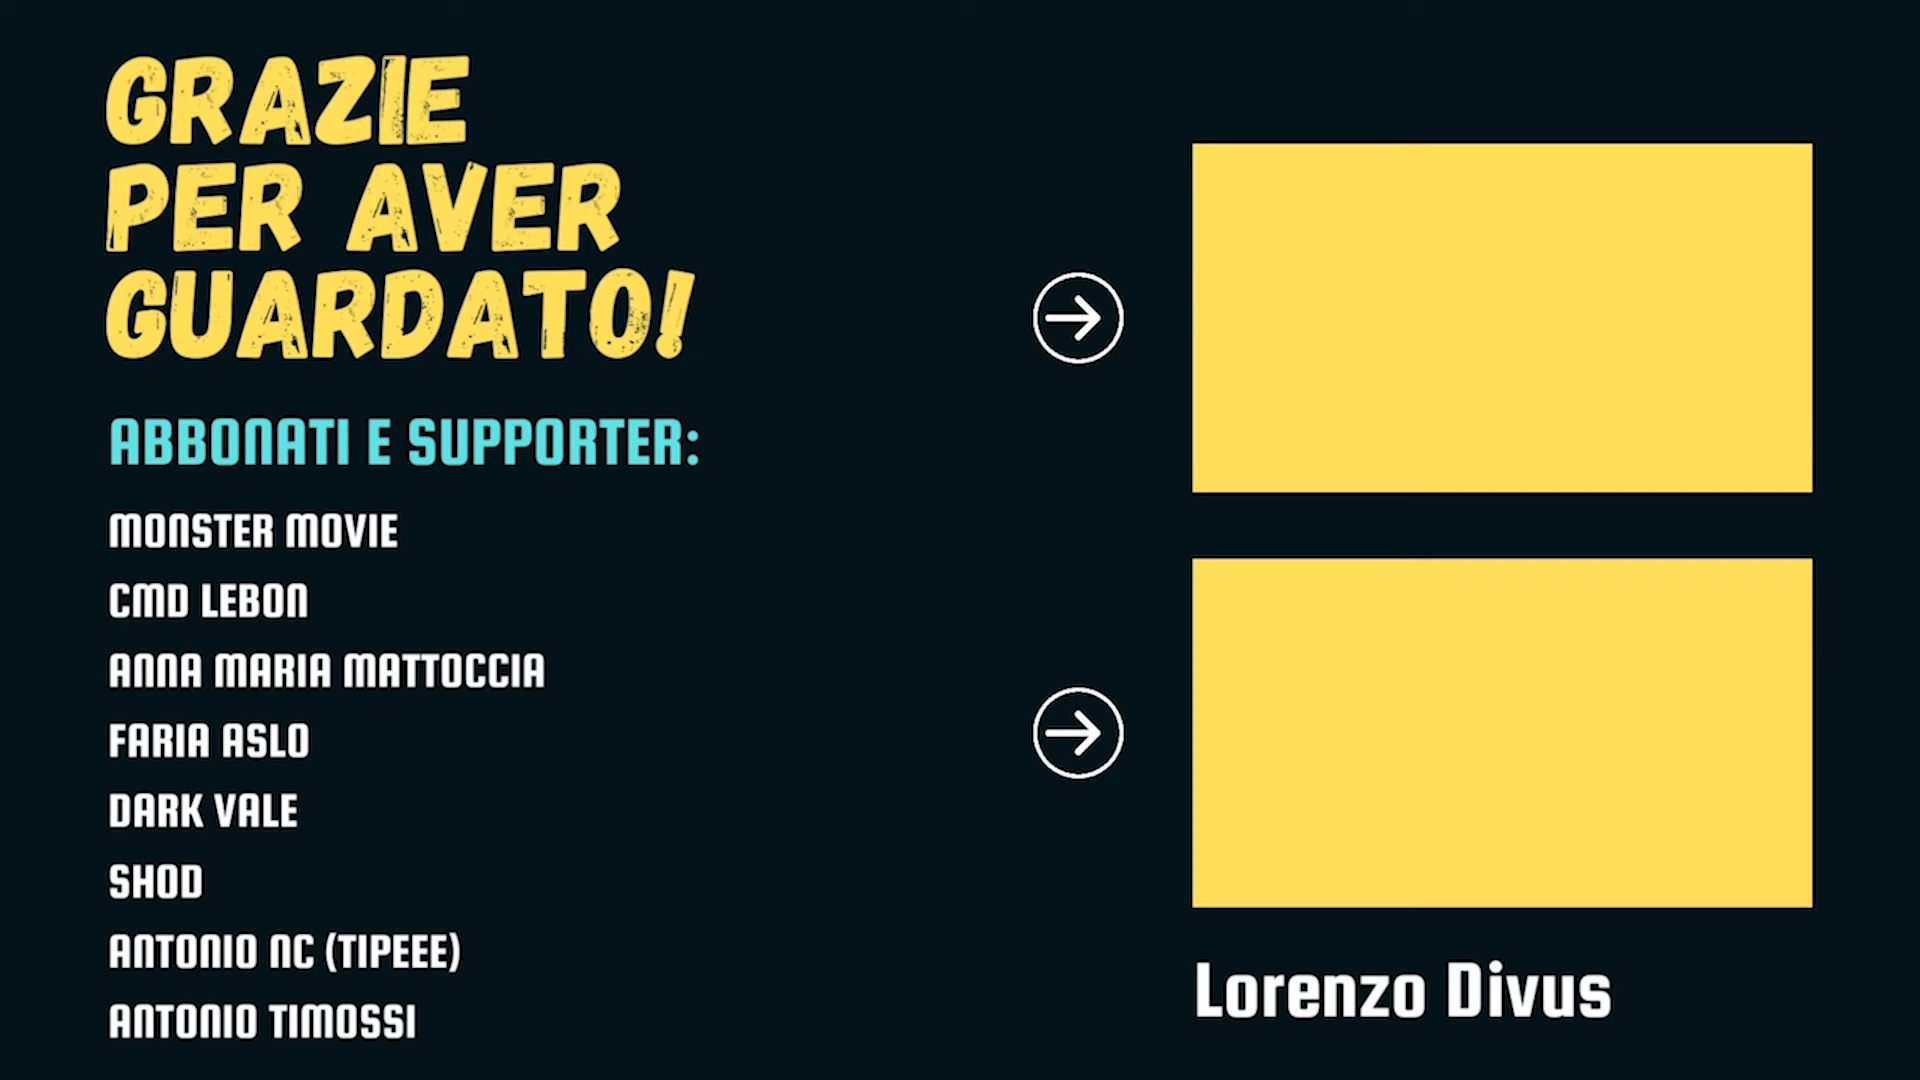 GRAZIE
PER AVER
GUARDATO!
ABBONATI E SUPPORTER:
MONSTER MOVIE
CMD LEBON
ANNA MARIA MATTOCCIA
FARIA ASLO
DARK VALE
SHOD
ANTONIO NC (TIPEEE)
ANTONIO TIMOSSI
Lorenzo Divus